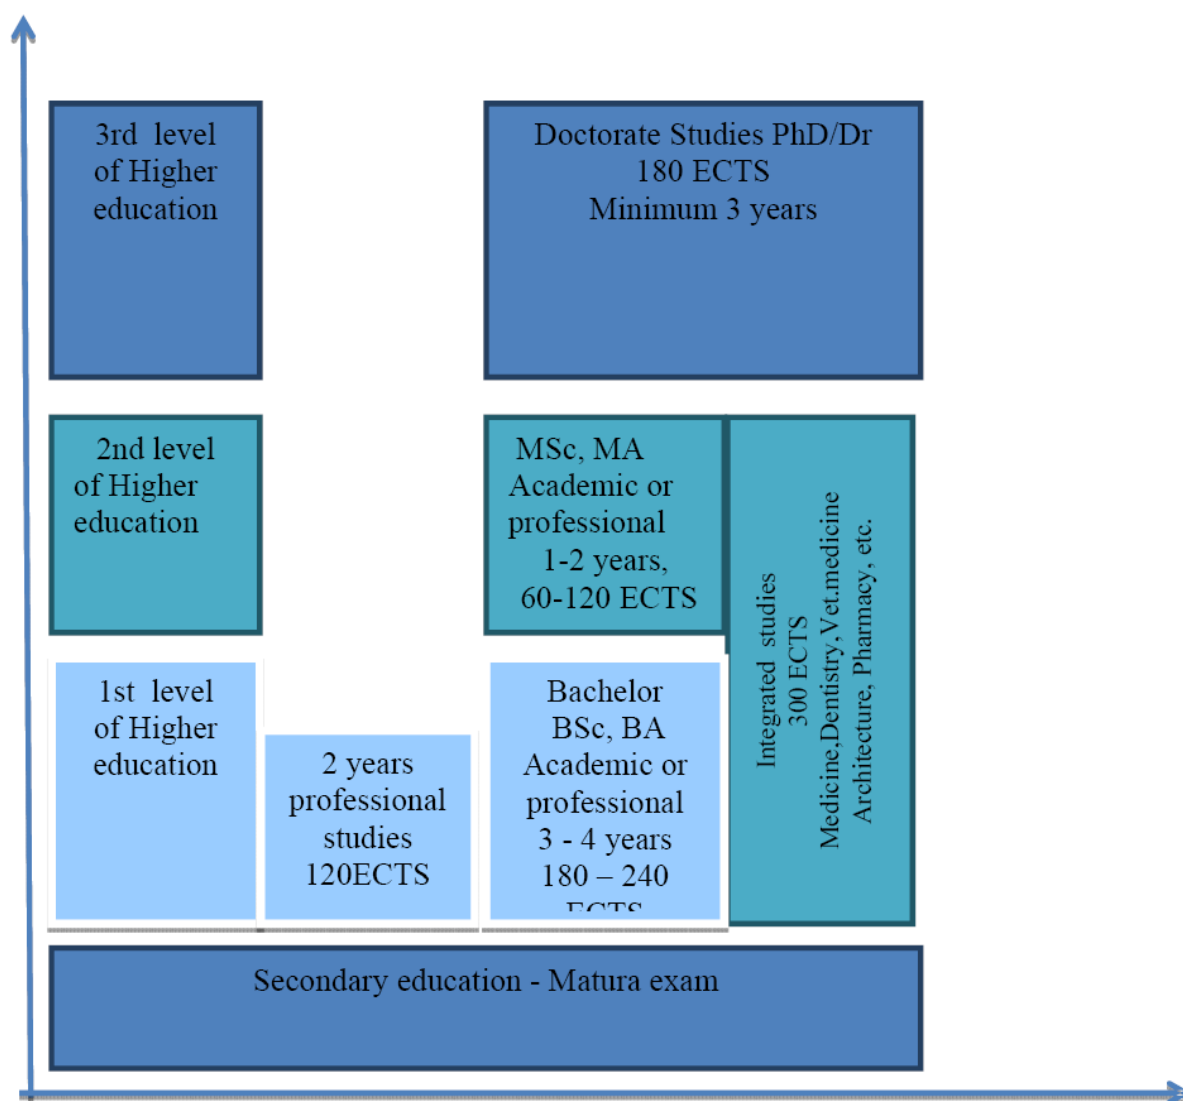 3rd level
of Higher
education
Doctorate Studies PhD/Dr
180 ECTS
Minimum 3 years
2nd level
of Higher
education
MSc, MA
Academic or
professional
1-2 years,
60-120 ECTS
Integrated studies
300 ECTS
Medicine,Dentistry,Vet.medicine
Architecture, Pharmacy, etc.
1st level
of Higher
education
2 years
professional
studies
120ECTS
Bachelor
BSc, BA
Academic or
professional
3 - 4 years
180 – 240
ECTS
Secondary education - Matura exam